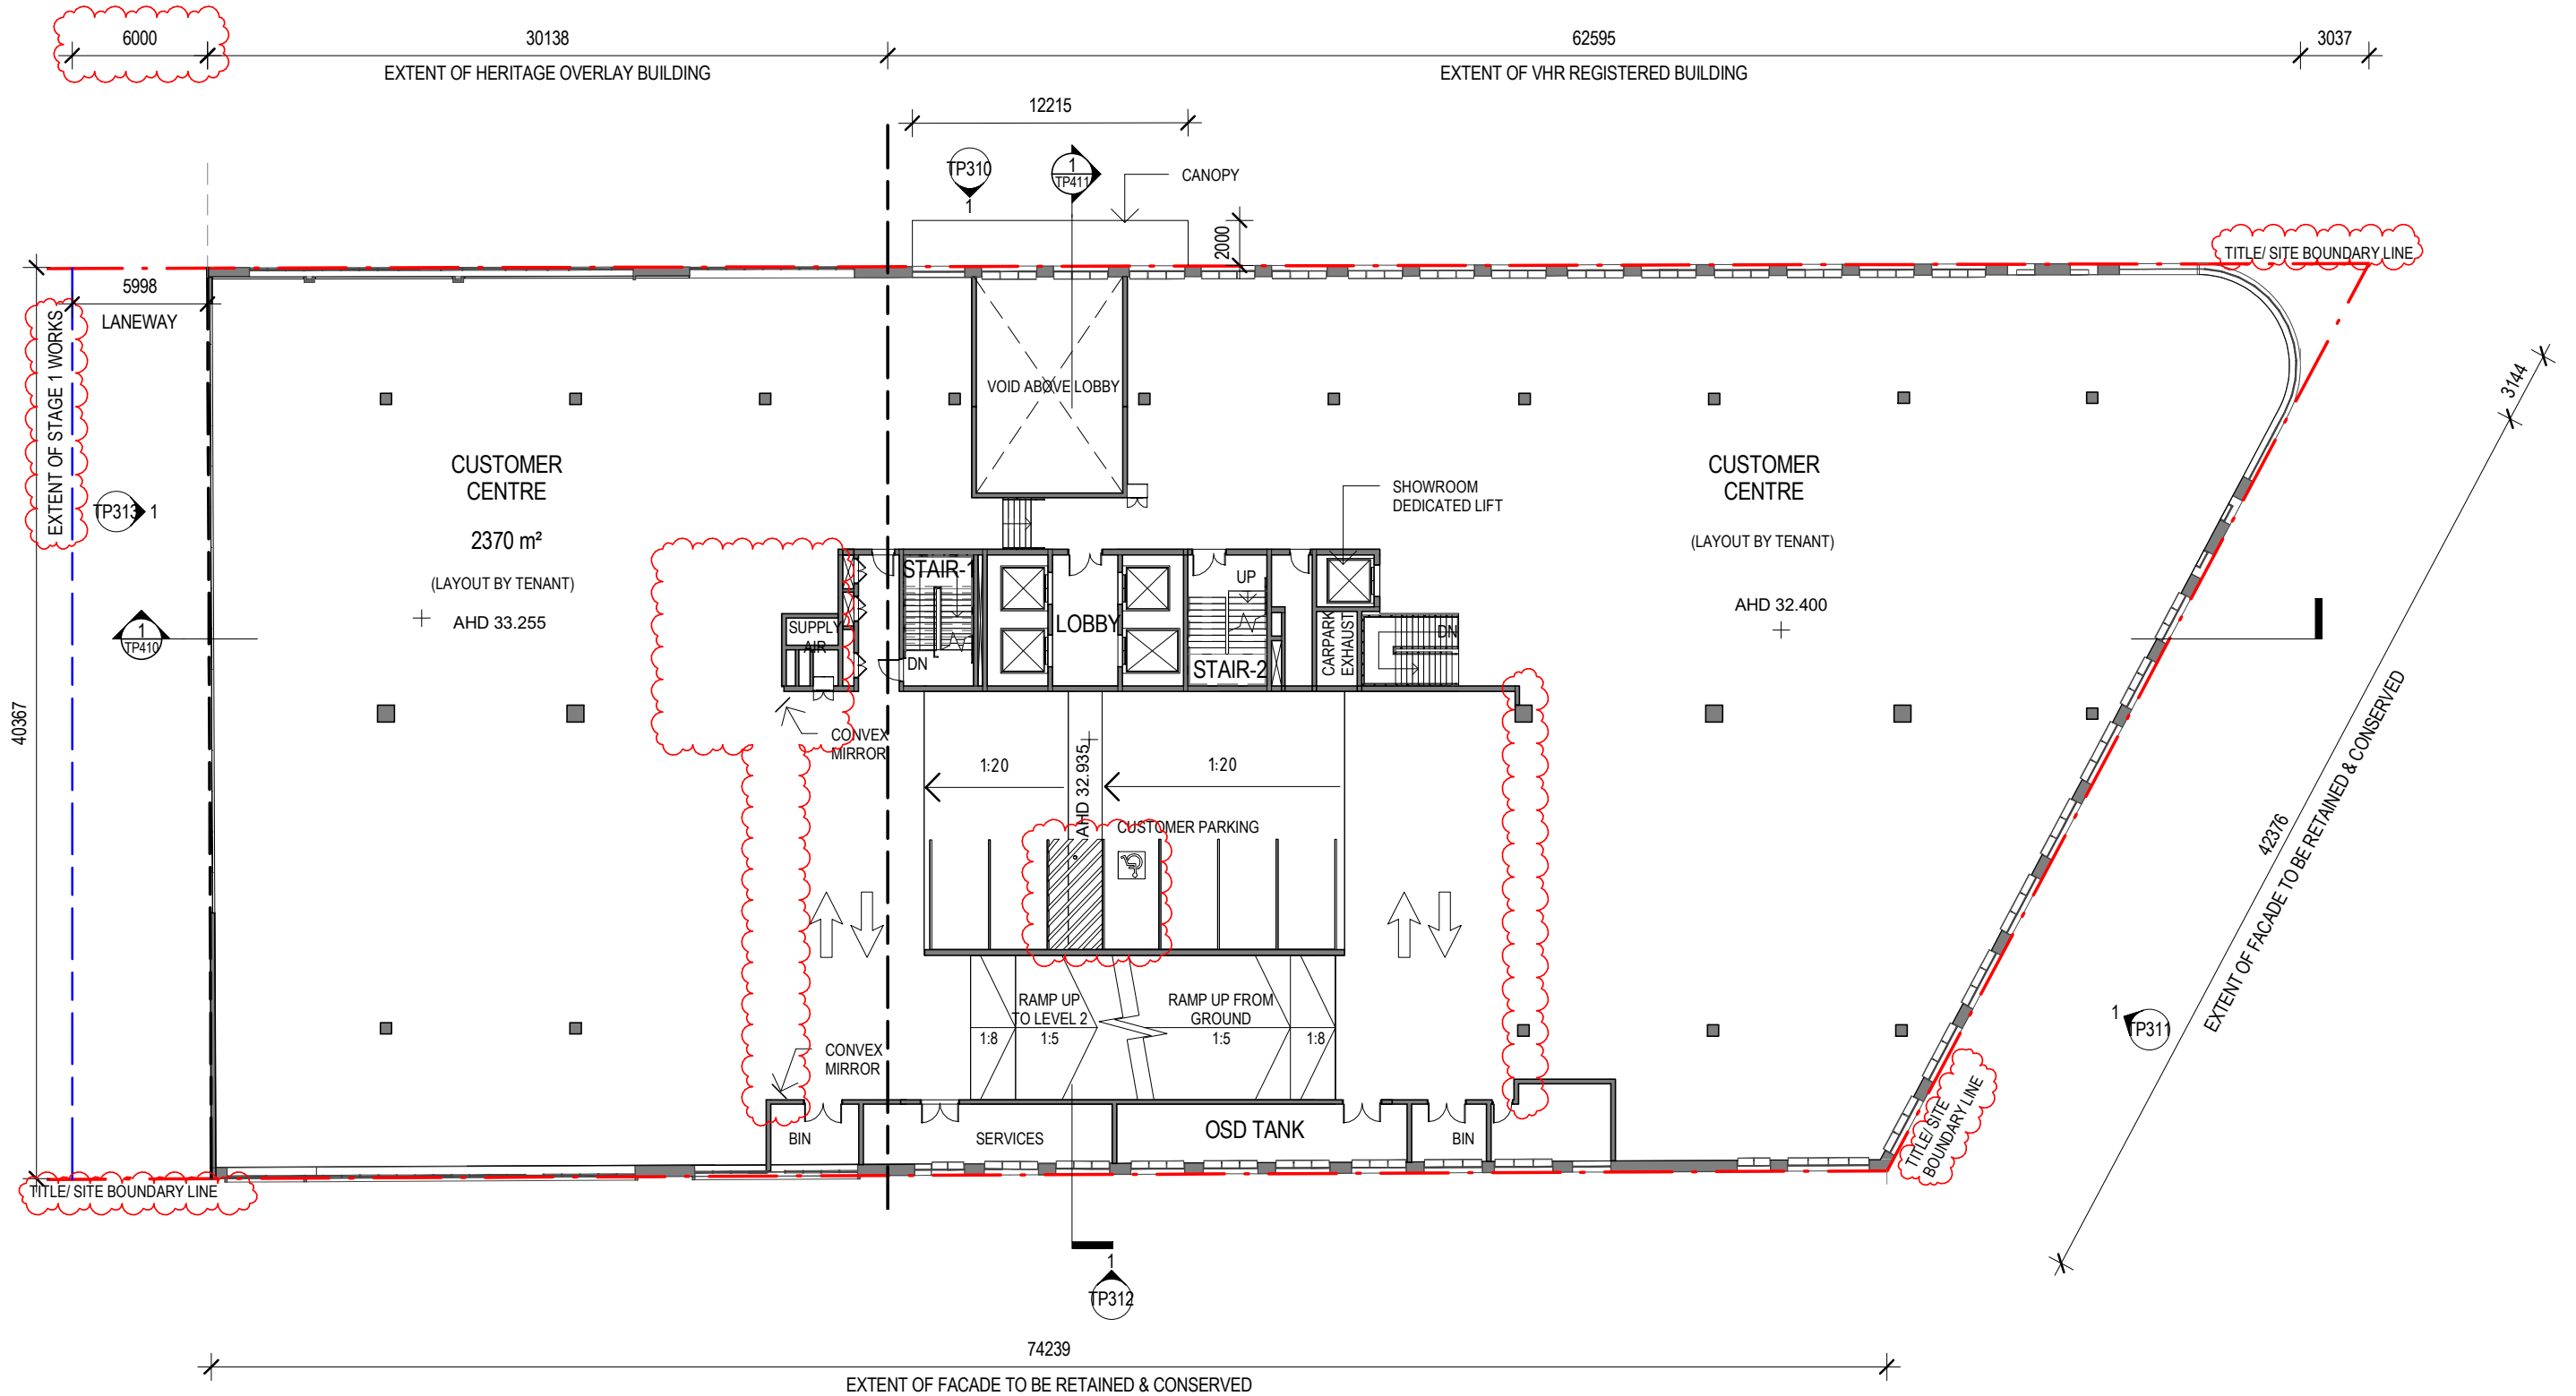 6000
30138
62595
3037
EXTENT OF HERITAGE OVERLAY BUILDING
EXTENT OF VHR REGISTERED BUILDING
12215
TP310
1
1
TP411
CANOPY
2000
TITLE/ SITE BOUNDARY LINE
5998
LANEWAY
EXTENT OF STAGE 1 WORKS
3144
VOID ABOVE LOBBY
CUSTOMER
CENTRE
2370 m²
(LAYOUT BY TENANT)
AHD 33.255
CUSTOMER
CENTRE
(LAYOUT BY TENANT)
AHD 32.400
SHOWROOM
DEDICATED LIFT
TP313
1
1
TP410
STAIR-1
UP
LOBBY
SUPPLY
AIR
DN
STAIR-2
CARPARK
EXHAUST
DN
40367
CONVEX
MIRROR
1:20
AHD 32.935
1:20
CUSTOMER PARKING
42376
EXTENT OF FACADE TO BE RETAINED & CONSERVED
RAMP UP
TO LEVEL 2
RAMP UP FROM
GROUND
1:8
1:5
1:5
1:8
1
TP311
CONVEX
MIRROR
TITLE/ SITE
BOUNDARY LINE
BIN
SERVICES
OSD TANK
BIN
TITLE/ SITE BOUNDARY LINE
1
TP312
74239
EXTENT OF FACADE TO BE RETAINED & CONSERVED